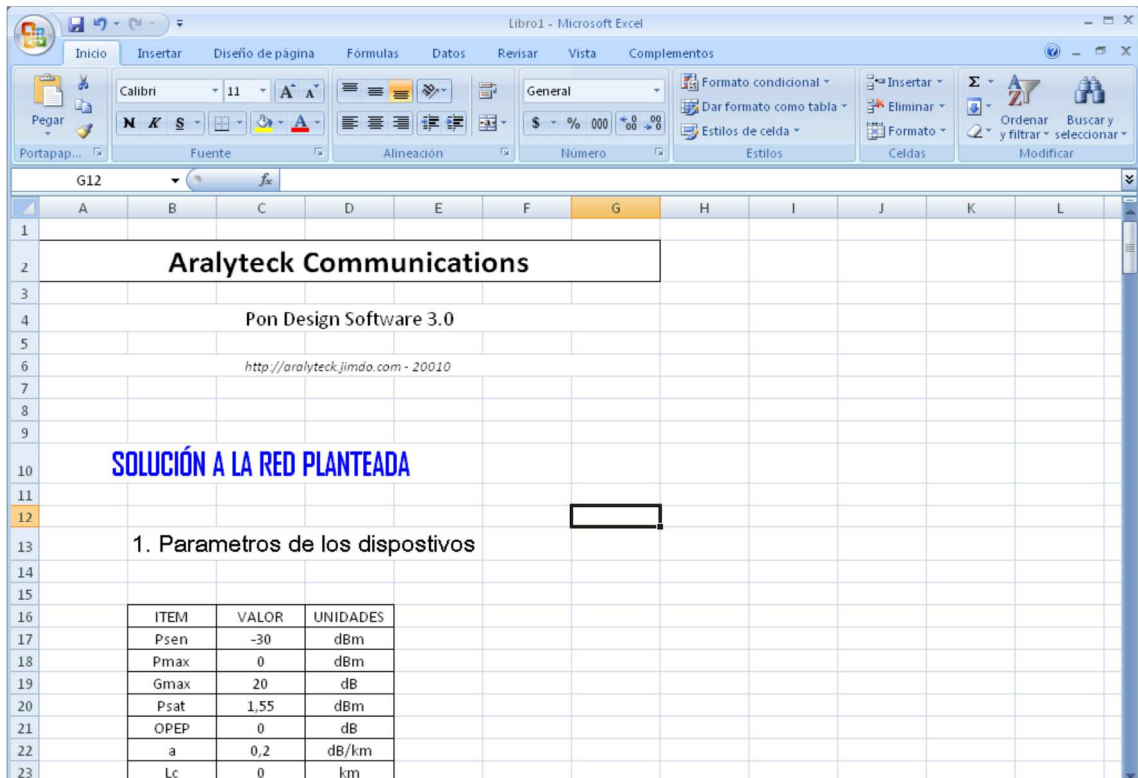 Libro1 - Microsoft Excel
Inicio Insertar Diseño de página Fórmulas Datos Revisar Vista Complementos
Pegar
Calibri 11 A A
N K S A
General
$ % 000
Formato condicional
Dar formato como tabla
Estilos de celda
Insertar
Eliminar
Formato
Σ
Ordenar y filtrar
Buscar y seleccionar
Portapap... Fuente Alineación Número Estilos Celdas Modificar
G12 fx
A B C D E F G H I J K L
1
2 Aralyteck Communications
3
4 Pon Design Software 3.0
5
6 http://aralyteck.jimdo.com - 20010
7
8
9
10 SOLUCIÓN A LA RED PLANTEADA
11
12
13 1. Parametros de los dispostivos
14
15
16 ITEM VALOR UNIDADES
17 Psen -30 dBm
18 Pmax 0 dBm
19 Gmax 20 dB
20 Psat 1,55 dBm
21 OPEP 0 dB
22 a 0,2 dB/km
23 Lc 0 km